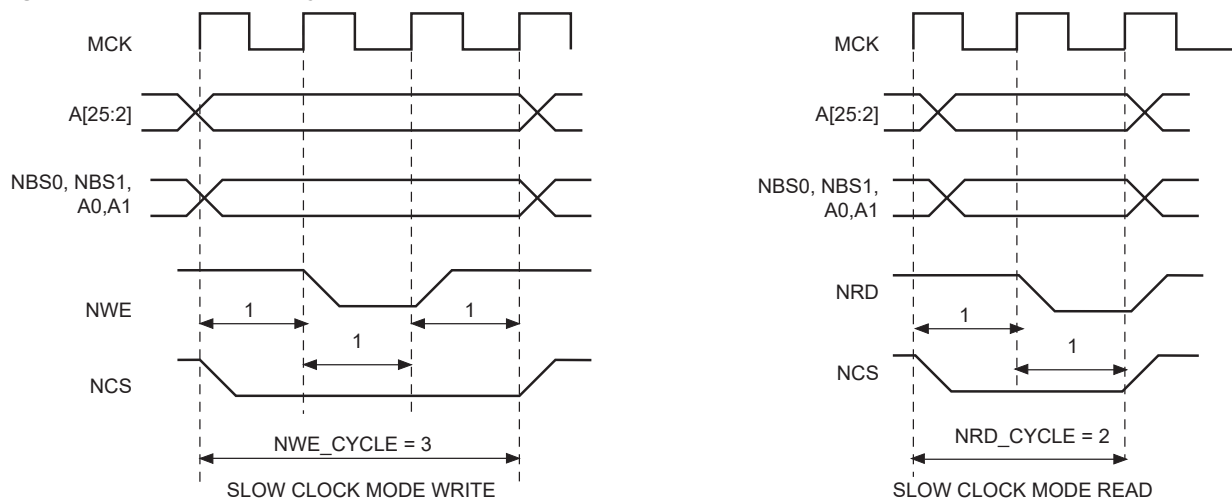 MCK
A[25:2]
NBS0, NBS1,
A0,A1
NWE
1
1
1
NCS
NWE_CYCLE = 3
SLOW CLOCK MODE WRITE
MCK
A[25:2]
NBS0, NBS1,
A0,A1
NRD
1
1
NCS
NRD_CYCLE = 2
SLOW CLOCK MODE READ